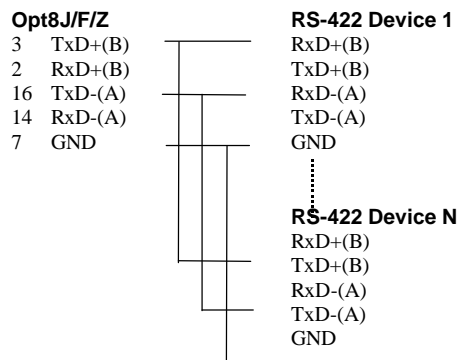 Opt8J/F/Z
3 TxD+(B)
2 RxD+(B)
16 TxD-(A)
14 RxD-(A)
7 GND
RS-422 Device 1
RxD+(B)
TxD+(B)
RxD-(A)
TxD-(A)
GND
RS-422 Device N
RxD+(B)
TxD+(B)
RxD-(A)
TxD-(A)
GND